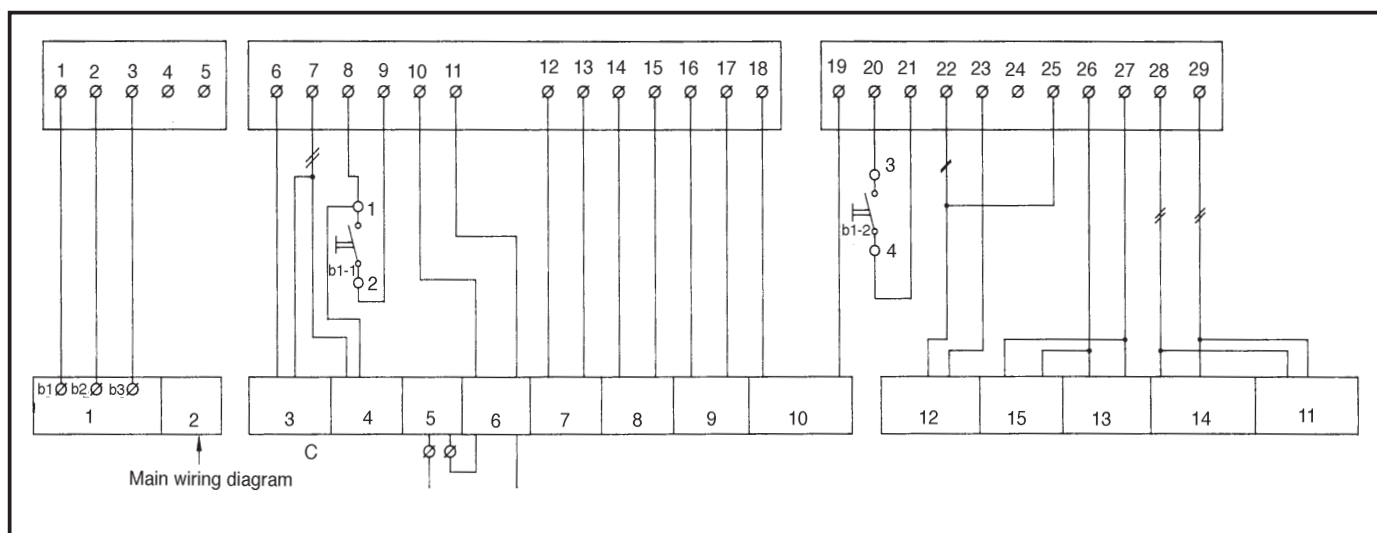 1 2 3 4 5
6 7 8 9 10 11 12 13 14 15 16 17 18
19 20 21 22 23 24 25 26 27 28 29
1
b1-1
2
3
b1-2
4
b1 b2 b3
1 2
3 4 5 6 7 8 9 10
12 15 13 14 11
C
Main wiring diagram